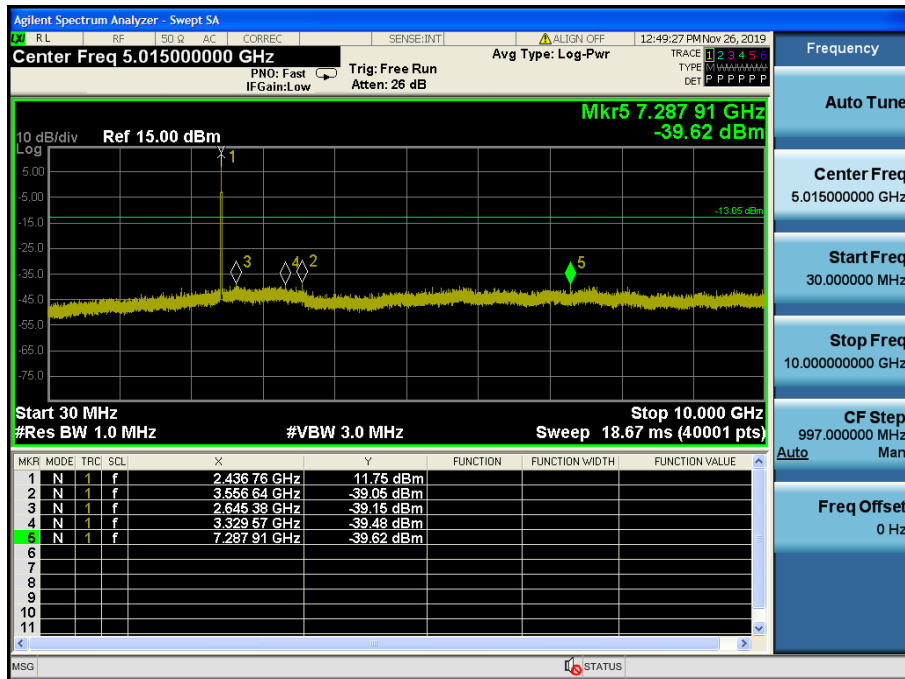 Agilent Spectrum Analyzer - Swept SA
LXI RL RF 50 Ω AC CORREC SENSE:INT ALIGN OFF 12:49:27 PM Nov 26, 2019
Center Freq 5.015000000 GHz
PNO: Fast
IFGain:Low
Trig: Free Run
Atten: 26 dB
Avg Type: Log-Pwr
TRACE 1 2 3 4 5 6
TYPE M
DET P P P P P P
Mkr5 7.287 91 GHz
-39.62 dBm
10 dB/div Ref 15.00 dBm
Log
5.00
-5.00
-15.0
-25.0
-35.0
-45.0
-55.0
-65.0
-75.0
1
3
4
2
5
-13.05 dBm
Start 30 MHz Stop 10.000 GHz
#Res BW 1.0 MHz #VBW 3.0 MHz Sweep 18.67 ms (40001 pts)
MKR MODE TRC SCL X Y FUNCTION FUNCTION WIDTH FUNCTION VALUE
1 N 1 f 2.436 76 GHz 11.75 dBm
2 N 1 f 3.556 64 GHz -39.05 dBm
3 N 1 f 2.645 38 GHz -39.15 dBm
4 N 1 f 3.329 57 GHz -39.48 dBm
5 N 1 f 7.287 91 GHz -39.62 dBm
6
7
8
9
10
11
MSG STATUS
Frequency
Auto Tune
Center Freq
5.015000000 GHz
Start Freq
30.000000 MHz
Stop Freq
10.000000000 GHz
CF Step
997.000000 MHz
Auto Man
Freq Offset
0 Hz